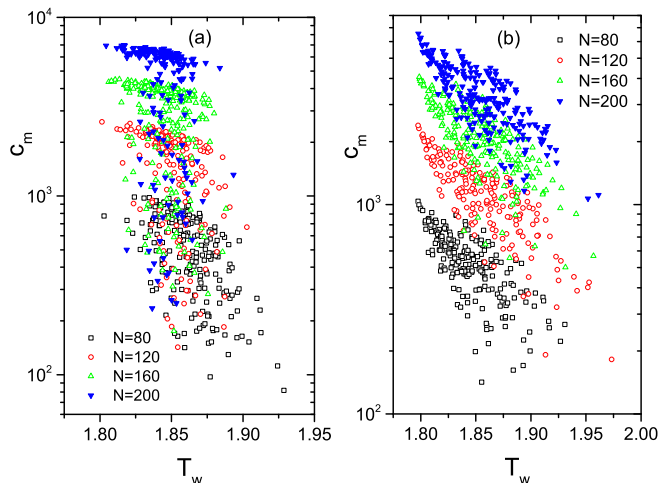 (a)
10^4
10^3
10^2
c_m
N=80
N=120
N=160
N=200
1.80 1.85 1.90 1.95
T_w
(b)
N=80
N=120
N=160
N=200
10^3
10^2
c_m
1.80 1.85 1.90 1.95 2.00
T_w